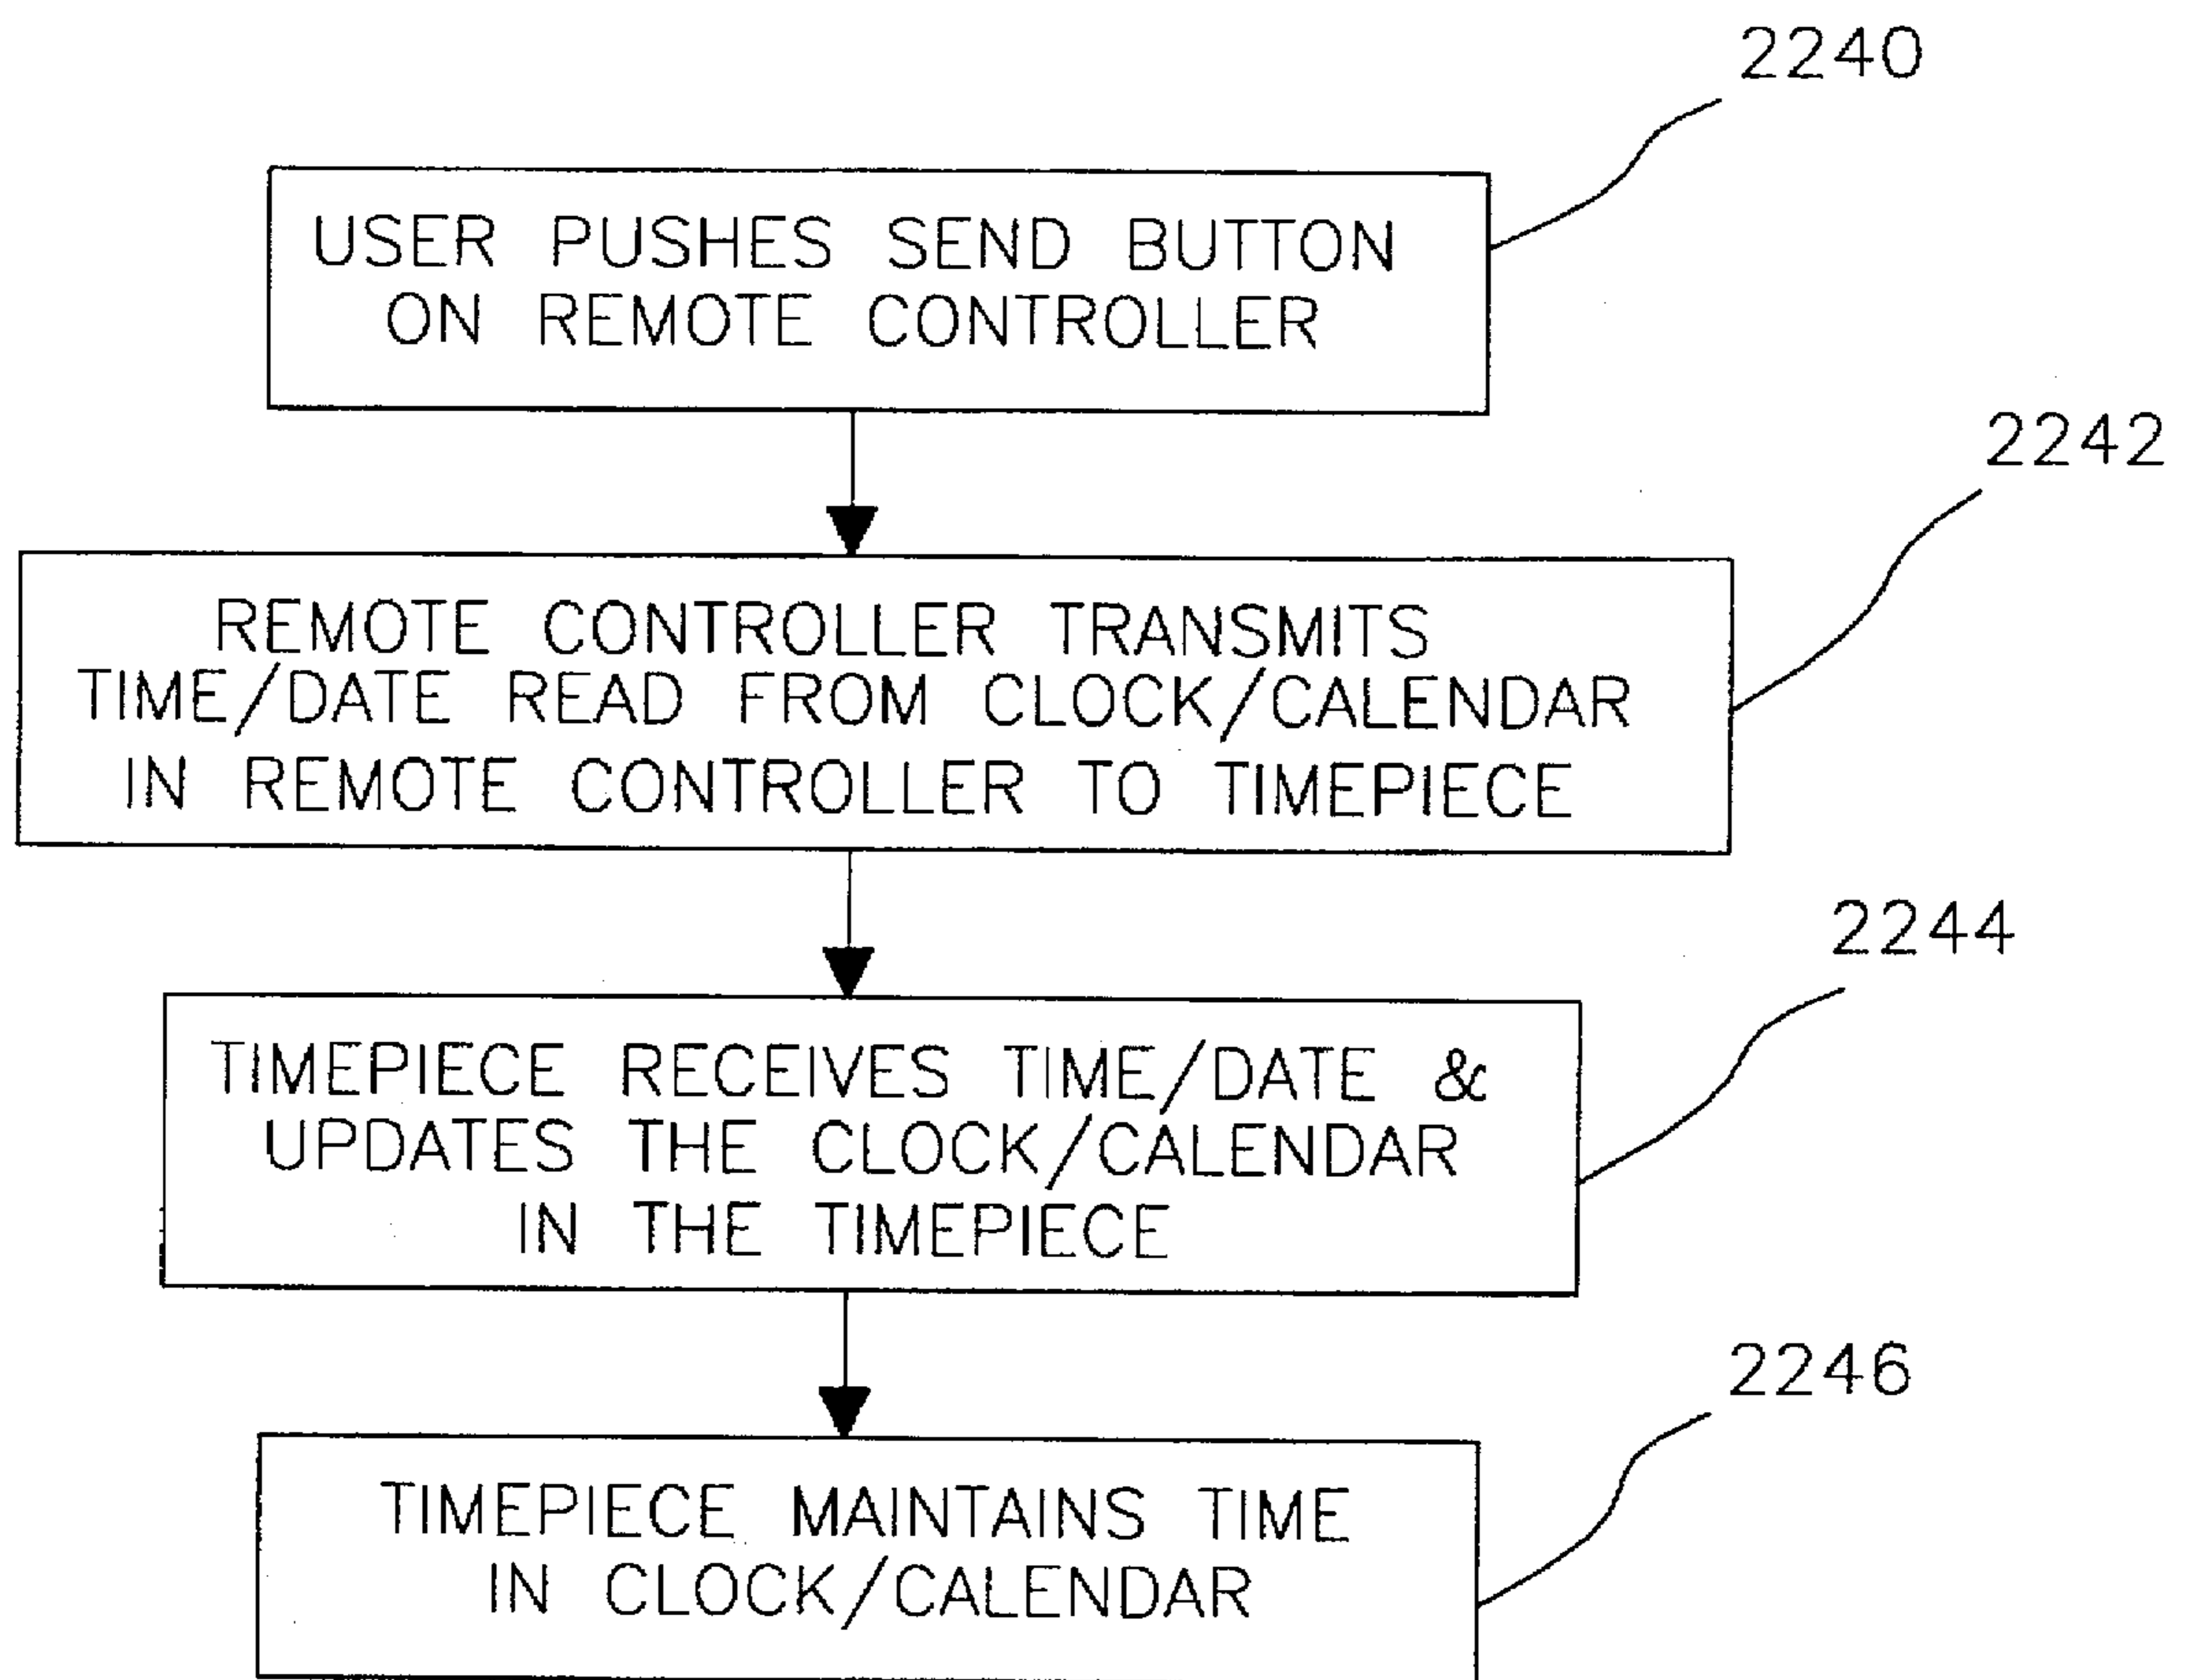 2240
USER PUSHES SEND BUTTON
ON REMOTE CONTROLLER
2242
REMOTE CONTROLLER TRANSMITS
TIME/DATE READ FROM CLOCK/CALENDAR
IN REMOTE CONTROLLER TO TIMEPIECE
2244
TIMEPIECE RECEIVES TIME/DATE &
UPDATES THE CLOCK/CALENDAR
IN THE TIMEPIECE
2246
TIMEPIECE MAINTAINS TIME
IN CLOCK/CALENDAR